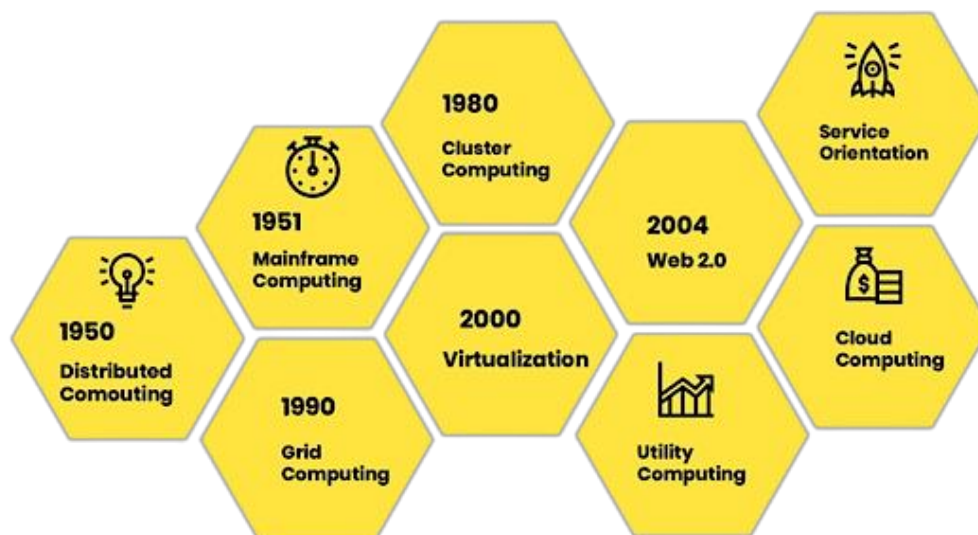 1950
Distributed
Comouting
1951
Mainframe
Computing
1980
Cluster
Computing
1990
Grid
Computing
2000
Virtualization
2004
Web 2.0
Utility
Computing
Service
Orientation
$
Cloud
Computing